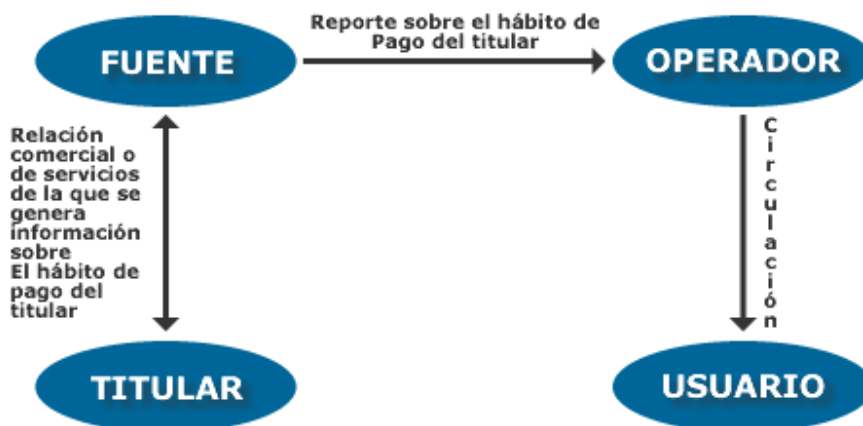 Reporte sobre el hábito de
Pago del titular
FUENTE
OPERADOR
Relación
comercial o
de servicios
de la que se
genera
información
sobre
El hábito de
pago del
titular
Circulación
TITULAR
USUARIO